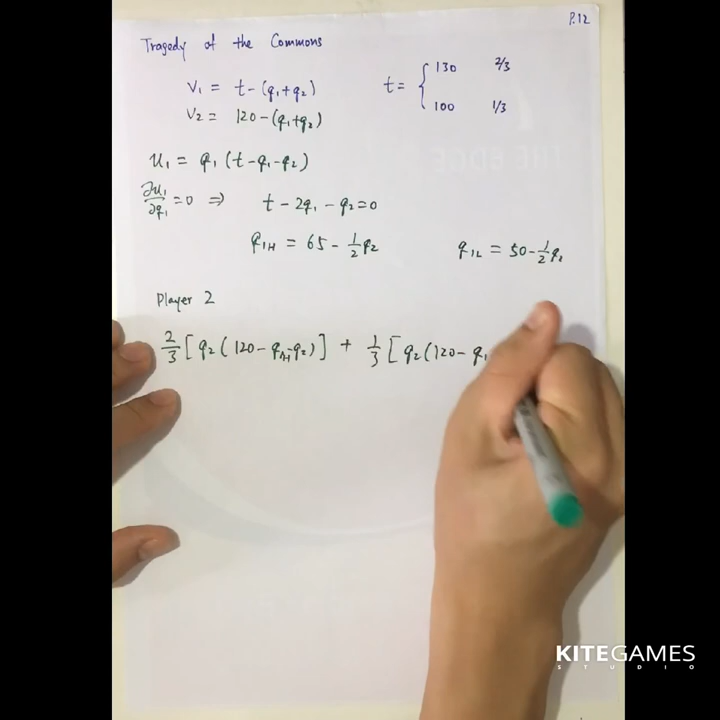 P.12
Tragedy of the Commons
V₁ = t-(q₁+q₂)
t= { 130 2/3
100 1/3
V₂ = 120-(q₁+q₂)
u₁ = q₁(t-q₁-q₂)
∂u₁/∂q₁=0 ⇒ t-2q₁-q₂=0
q₁H = 65-1/2q₂
q₁L = 50-1/2q₂
Player 2
2/3[q₂(120-q₁H-q₂)] + 1/3[q₂(120-q₁
KITEGAMES
STUDIO